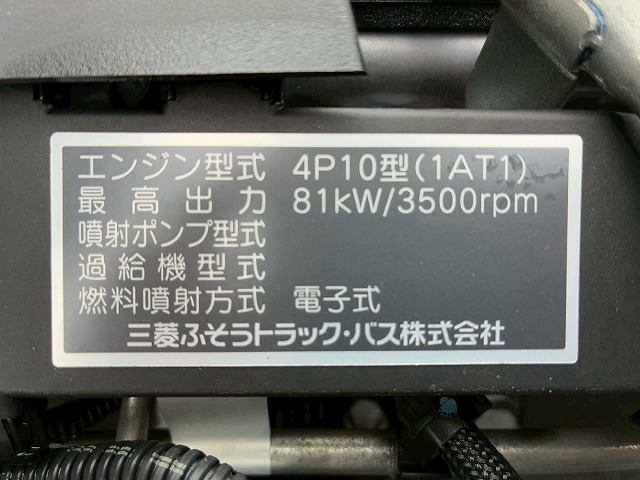 エンジン型式 4P10型(1AT1)
最高出力 81kW/3500rpm
噴射ポンプ型式
過給機型式
燃料噴射方式 電子式
三菱ふそうトラック・バス株式会社